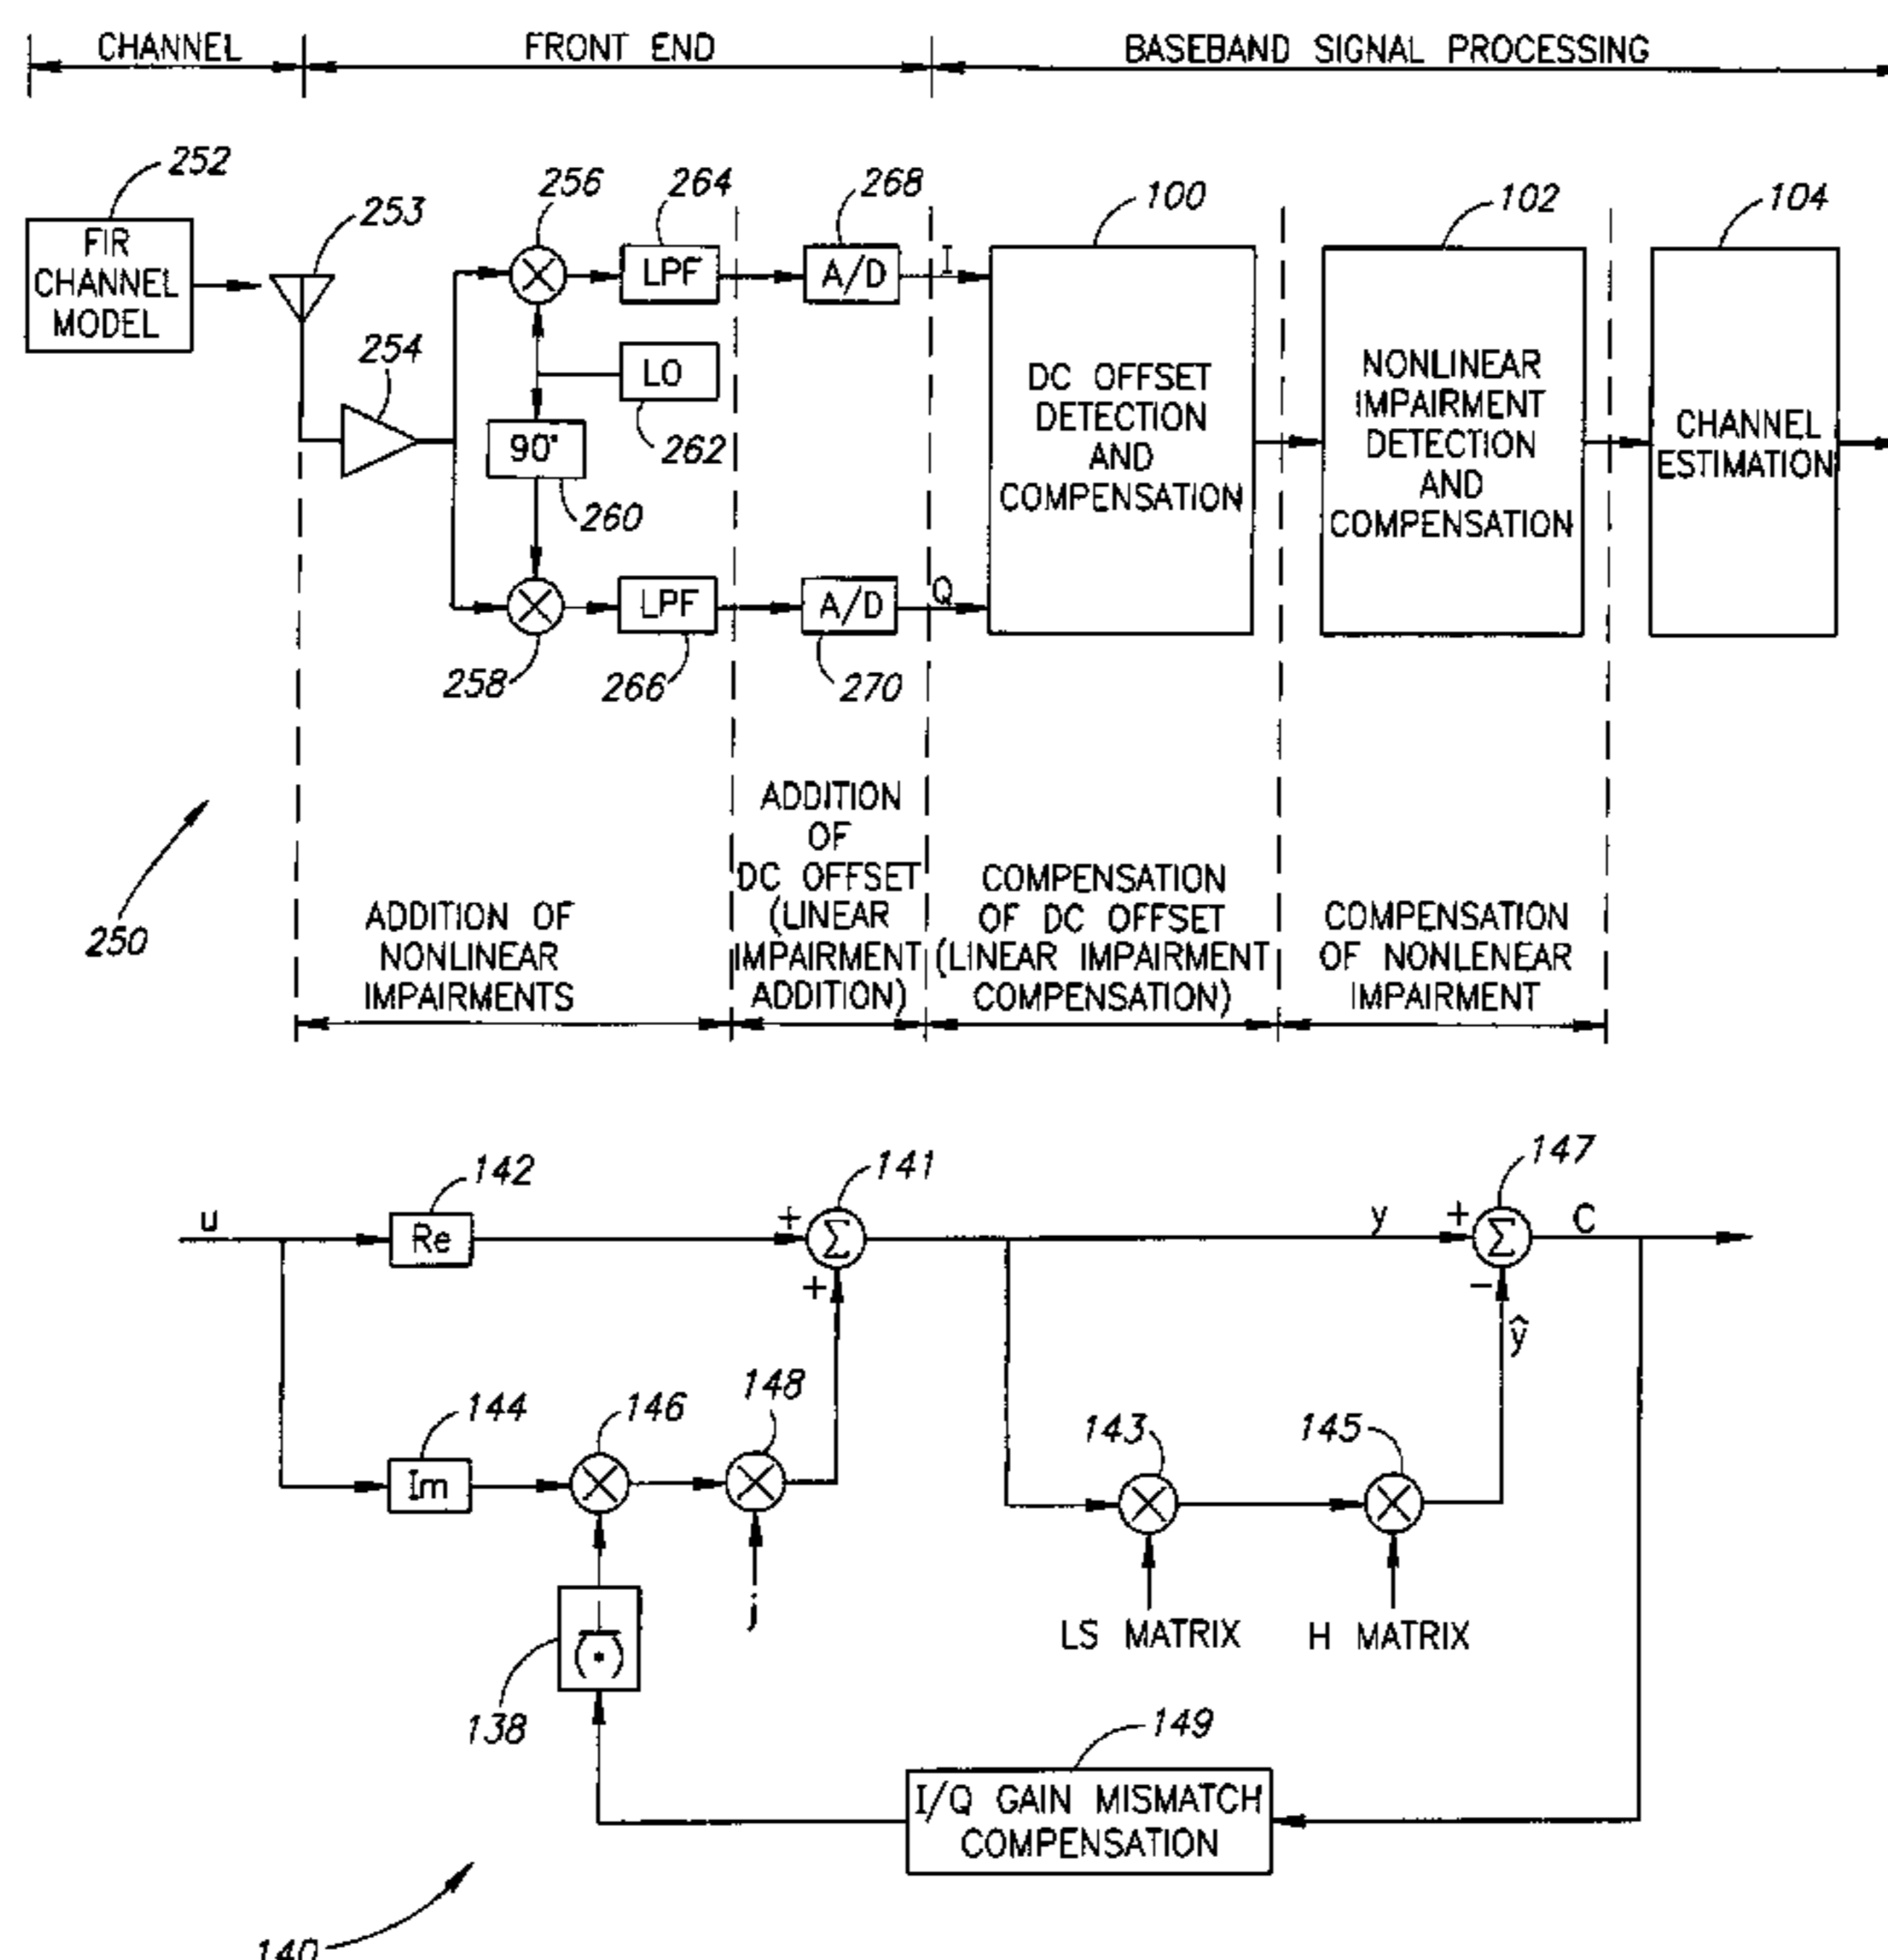 CHANNEL
FRONT END
BASEBAND SIGNAL PROCESSING
252
253
256
264
268
100
102
104
FIR
CHANNEL
MODEL
254
LPF
A/D
I
LO
262
90°
260
258
LPF
266
A/D
270
Q
DC OFFSET
DETECTION
AND
COMPENSATION
NONLINEAR
IMPAIRMENT
DETECTION
AND
COMPENSATION
CHANNEL
ESTIMATION
250
ADDITION OF
NONLINEAR
IMPAIRMENTS
ADDITION
OF
DC OFFSET
(LINEAR
IMPAIRMENT
ADDITION)
COMPENSATION
OF DC OFFSET
(LINEAR IMPAIRMENT
COMPENSATION)
COMPENSATION
OF NONLENEAR
IMPAIRMENT
u
142
Re
+
141
Σ
+
y
+
147
Σ
-
C
ŷ
144
Im
146
148
j
143
145
LS MATRIX
H MATRIX
138
(•)
149
I/Q GAIN MISMATCH
COMPENSATION
140